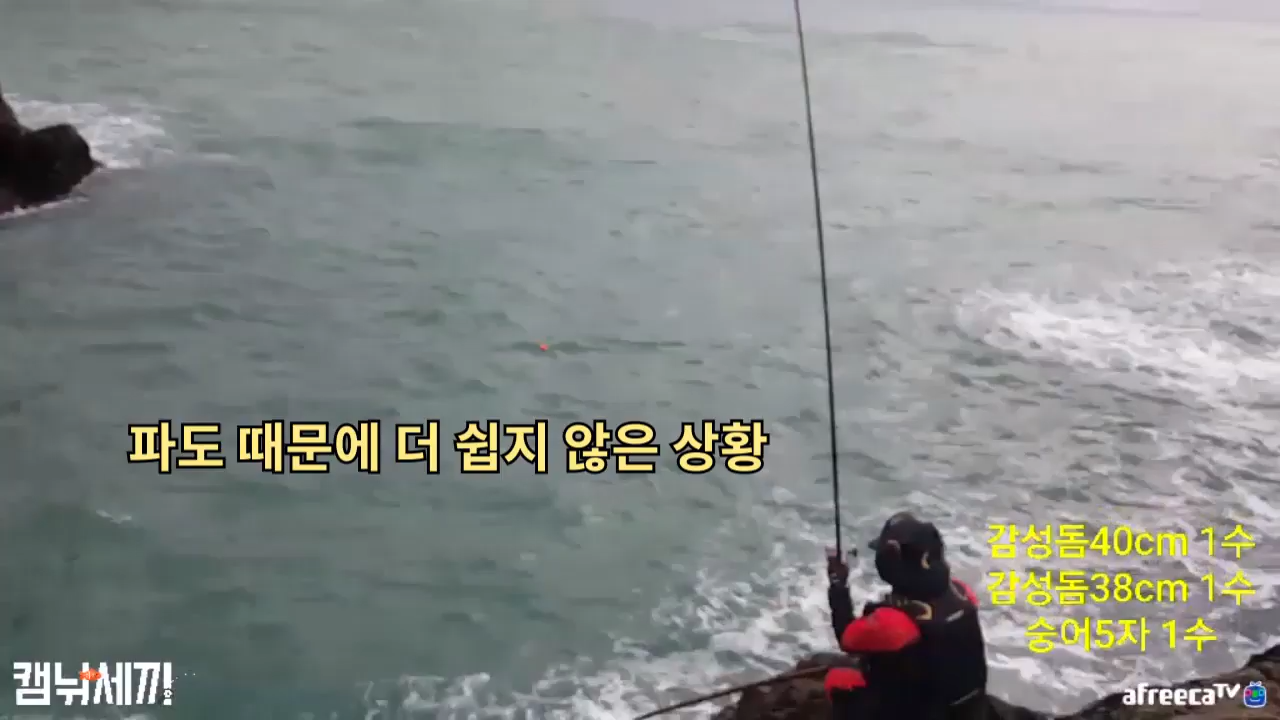 파도 때문에 더 쉽지 않은 상황
감성돔40cm 1수
감성돔38cm 1수
숭어5자 1수
캠낚세끼!
afreecaTV